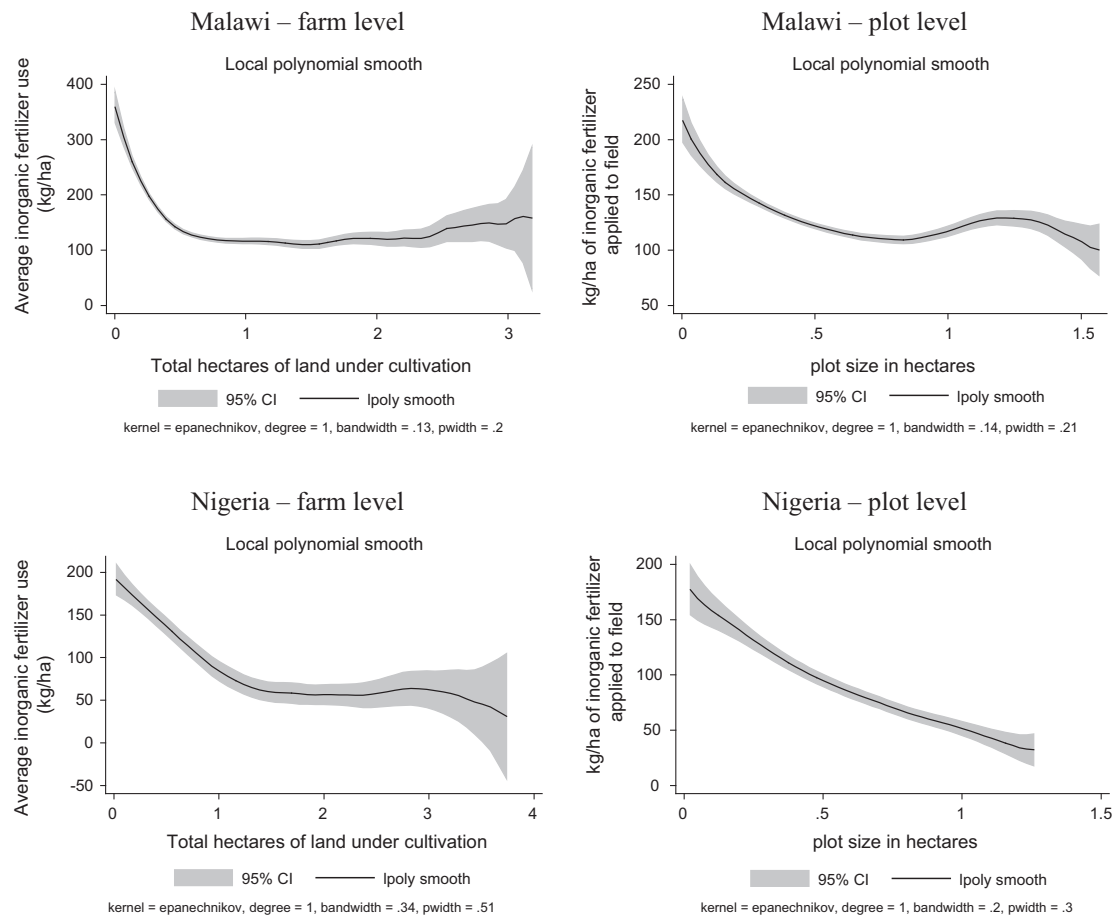 Malawi – farm level
Local polynomial smooth
Average inorganic fertilizer use
(kg/ha)
400
300
200
100
0
0 1 2 3
Total hectares of land under cultivation
95% CI lpoly smooth
kernel = epanechnikov, degree = 1, bandwidth = .13, pwidth = .2
Malawi – plot level
Local polynomial smooth
kg/ha of inorganic fertilizer
applied to field
250
200
150
100
50
0 .5 1 1.5
plot size in hectares
95% CI lpoly smooth
kernel = epanechnikov, degree = 1, bandwidth = .14, pwidth = .21
Nigeria – farm level
Local polynomial smooth
Average inorganic fertilizer use
(kg/ha)
200
150
100
50
0
-50
0 1 2 3 4
Total hectares of land under cultivation
95% CI lpoly smooth
kernel = epanechnikov, degree = 1, bandwidth = .34, pwidth = .51
Nigeria – plot level
Local polynomial smooth
kg/ha of inorganic fertilizer
applied to field
200
150
100
50
0
0 .5 1 1.5
plot size in hectares
95% CI lpoly smooth
kernel = epanechnikov, degree = 1, bandwidth = .2, pwidth = .3